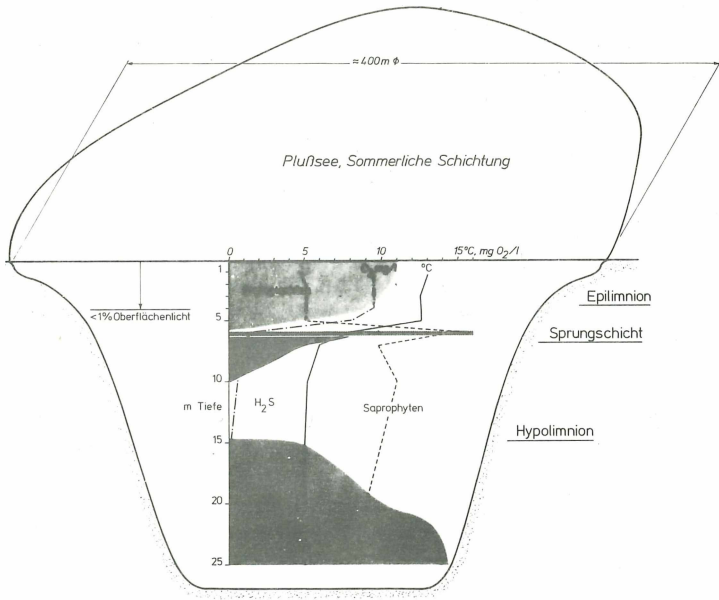 ≈400m ϕ
Plußsee, Sommerliche Schichtung
0 5 10 15°C, mg O₂/l
°C
1
5
10
15
20
25
<1% Oberflächenlicht
m Tiefe
H₂S
Saprophyten
Epilimnion
Sprungschicht
Hypolimnion